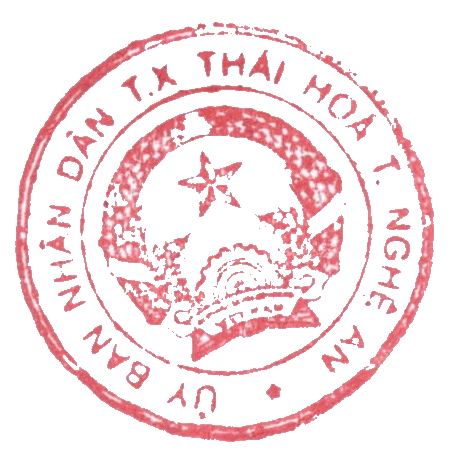 ỦY BAN NHÂN DÂN T.X THÁI HOÀ T. NGHỆ AN